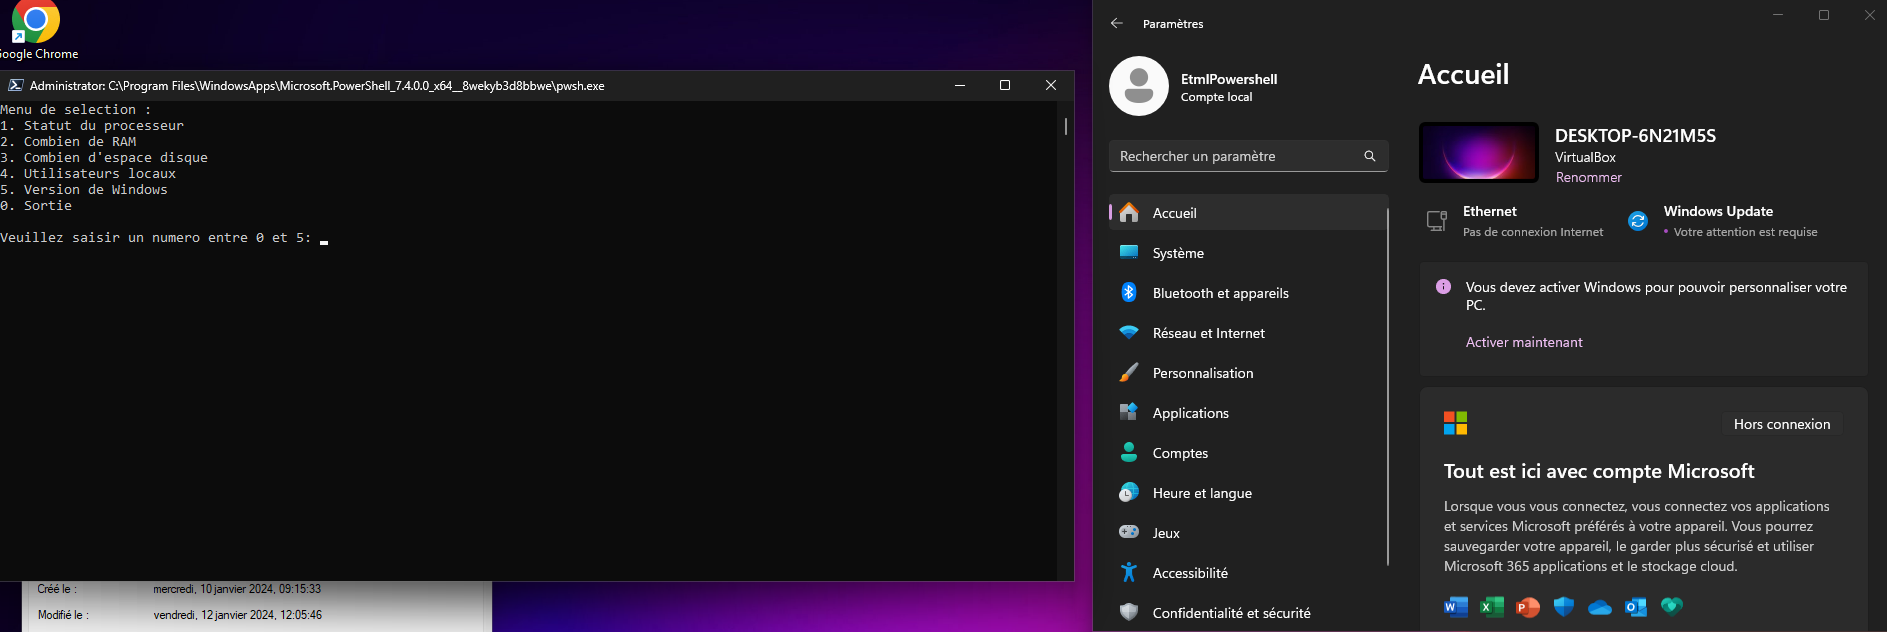 Google Chrome
Administrator: C:\Program Files\WindowsApps\Microsoft.PowerShell_7.4.0.0_x64__8wekyb3d8bbwe\pwsh.exe
Menu de selection :
1. Statut du processeur
2. Combien de RAM
3. Combien d'espace disque
4. Utilisateurs locaux
5. Version de Windows
0. Sortie
Veuillez saisir un numero entre 0 et 5:
Créé le : mercredi, 10 janvier 2024, 09:15:33
Modifié le : vendredi, 12 janvier 2024, 12:05:46
Paramètres
EtmlPowershell
Compte local
Rechercher un paramètre
Accueil
Système
Bluetooth et appareils
Réseau et Internet
Personnalisation
Applications
Comptes
Heure et langue
Jeux
Accessibilité
Confidentialité et sécurité
Accueil
DESKTOP-6N21M5S
VirtualBox
Renommer
Ethernet
Pas de connexion Internet
Windows Update
• Votre attention est requise
Vous devez activer Windows pour pouvoir personnaliser votre
PC.
Activer maintenant
Hors connexion
Tout est ici avec compte Microsoft
Lorsque vous vous connectez, vous connectez vos applications
et services Microsoft préférés à votre appareil. Vous pourrez
sauvegarder votre appareil, le garder plus sécurisé et utiliser
Microsoft 365 applications et le stockage cloud.